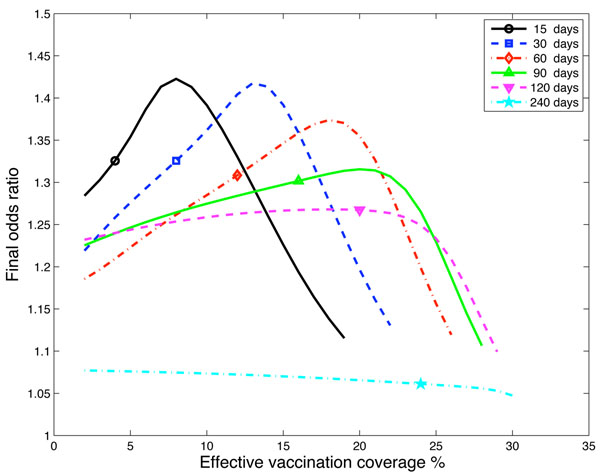 1.5
1.45
1.4
1.35
1.3
1.25
1.2
1.15
1.1
1.05
1
Final odds ratio
15 days
30 days
60 days
90 days
120 days
240 days
0 5 10 15 20 25 30 35
Effective vaccination coverage %